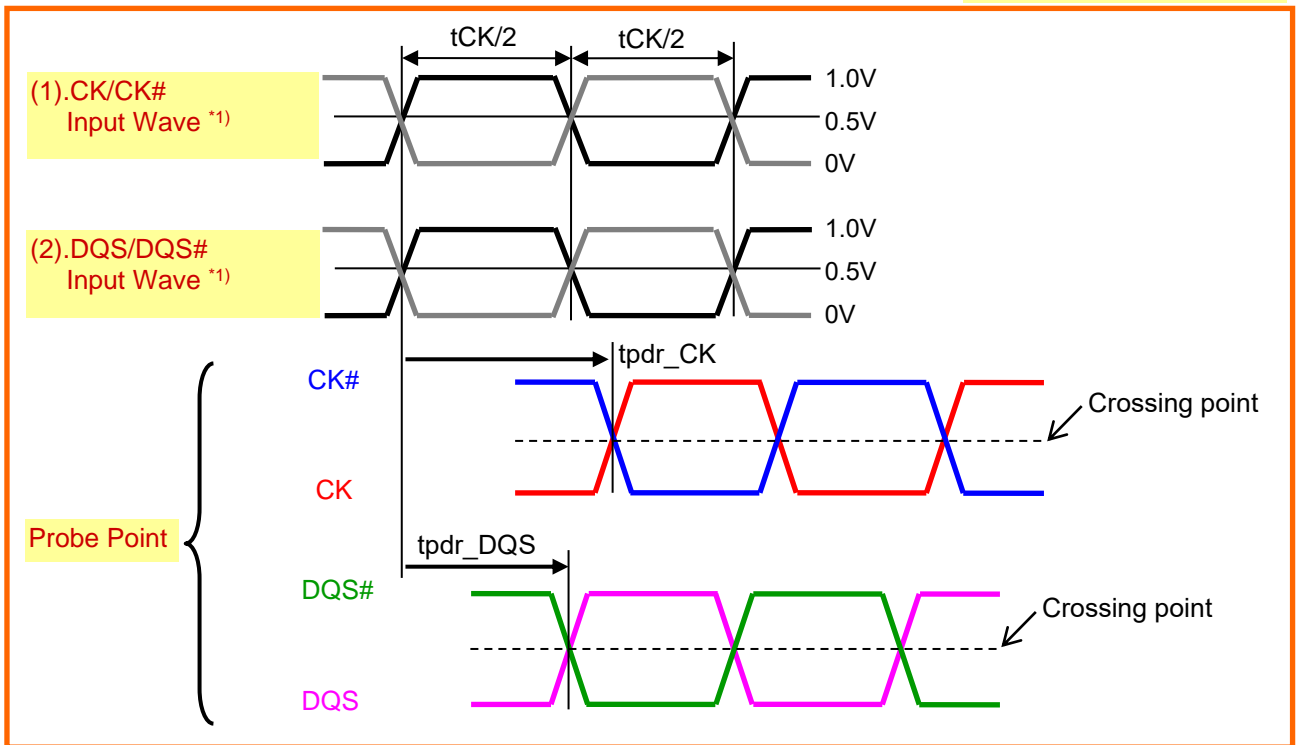 tCK/2 tCK/2
(1).CK/CK#
Input Wave *1)
1.0V
0.5V
0V
(2).DQS/DQS#
Input Wave *1)
1.0V
0.5V
0V
tpdr_CK
CK#
Crossing point
CK
Probe Point
tpdr_DQS
DQS#
Crossing point
DQS